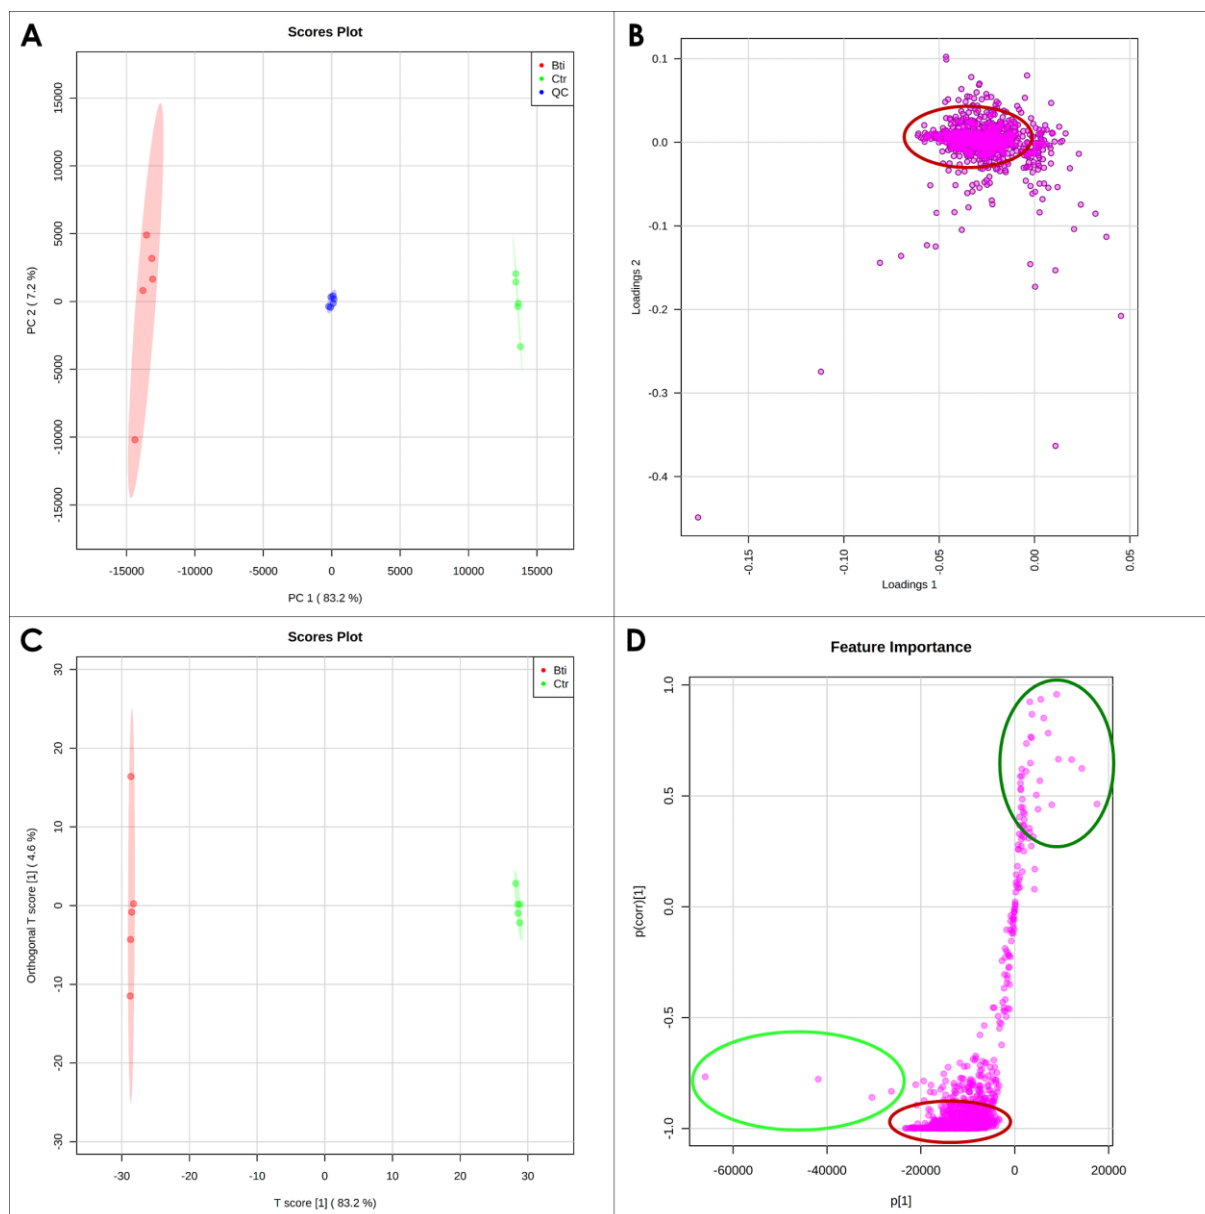 A
Scores Plot
Bti
Ctr
QC
15000
10000
5000
0
-5000
-10000
-15000
PC 2 ( 7.2 %)
-15000 -10000 -5000 0 5000 10000 15000
PC 1 ( 83.2 %)
B
0.1
0.0
-0.1
-0.2
-0.3
-0.4
Loadings 2
-0.15 -0.10 -0.05 0.00 0.05
Loadings 1
C
Scores Plot
Bti
Ctr
30
20
10
0
-10
-20
-30
Orthogonal T score [1] ( 4.6 %)
-30 -20 -10 0 10 20 30
T score [1] ( 83.2 %)
D
Feature Importance
1.0
0.5
0.0
-0.5
-1.0
p(corr)[1]
-60000 -40000 -20000 0 20000
p[1]